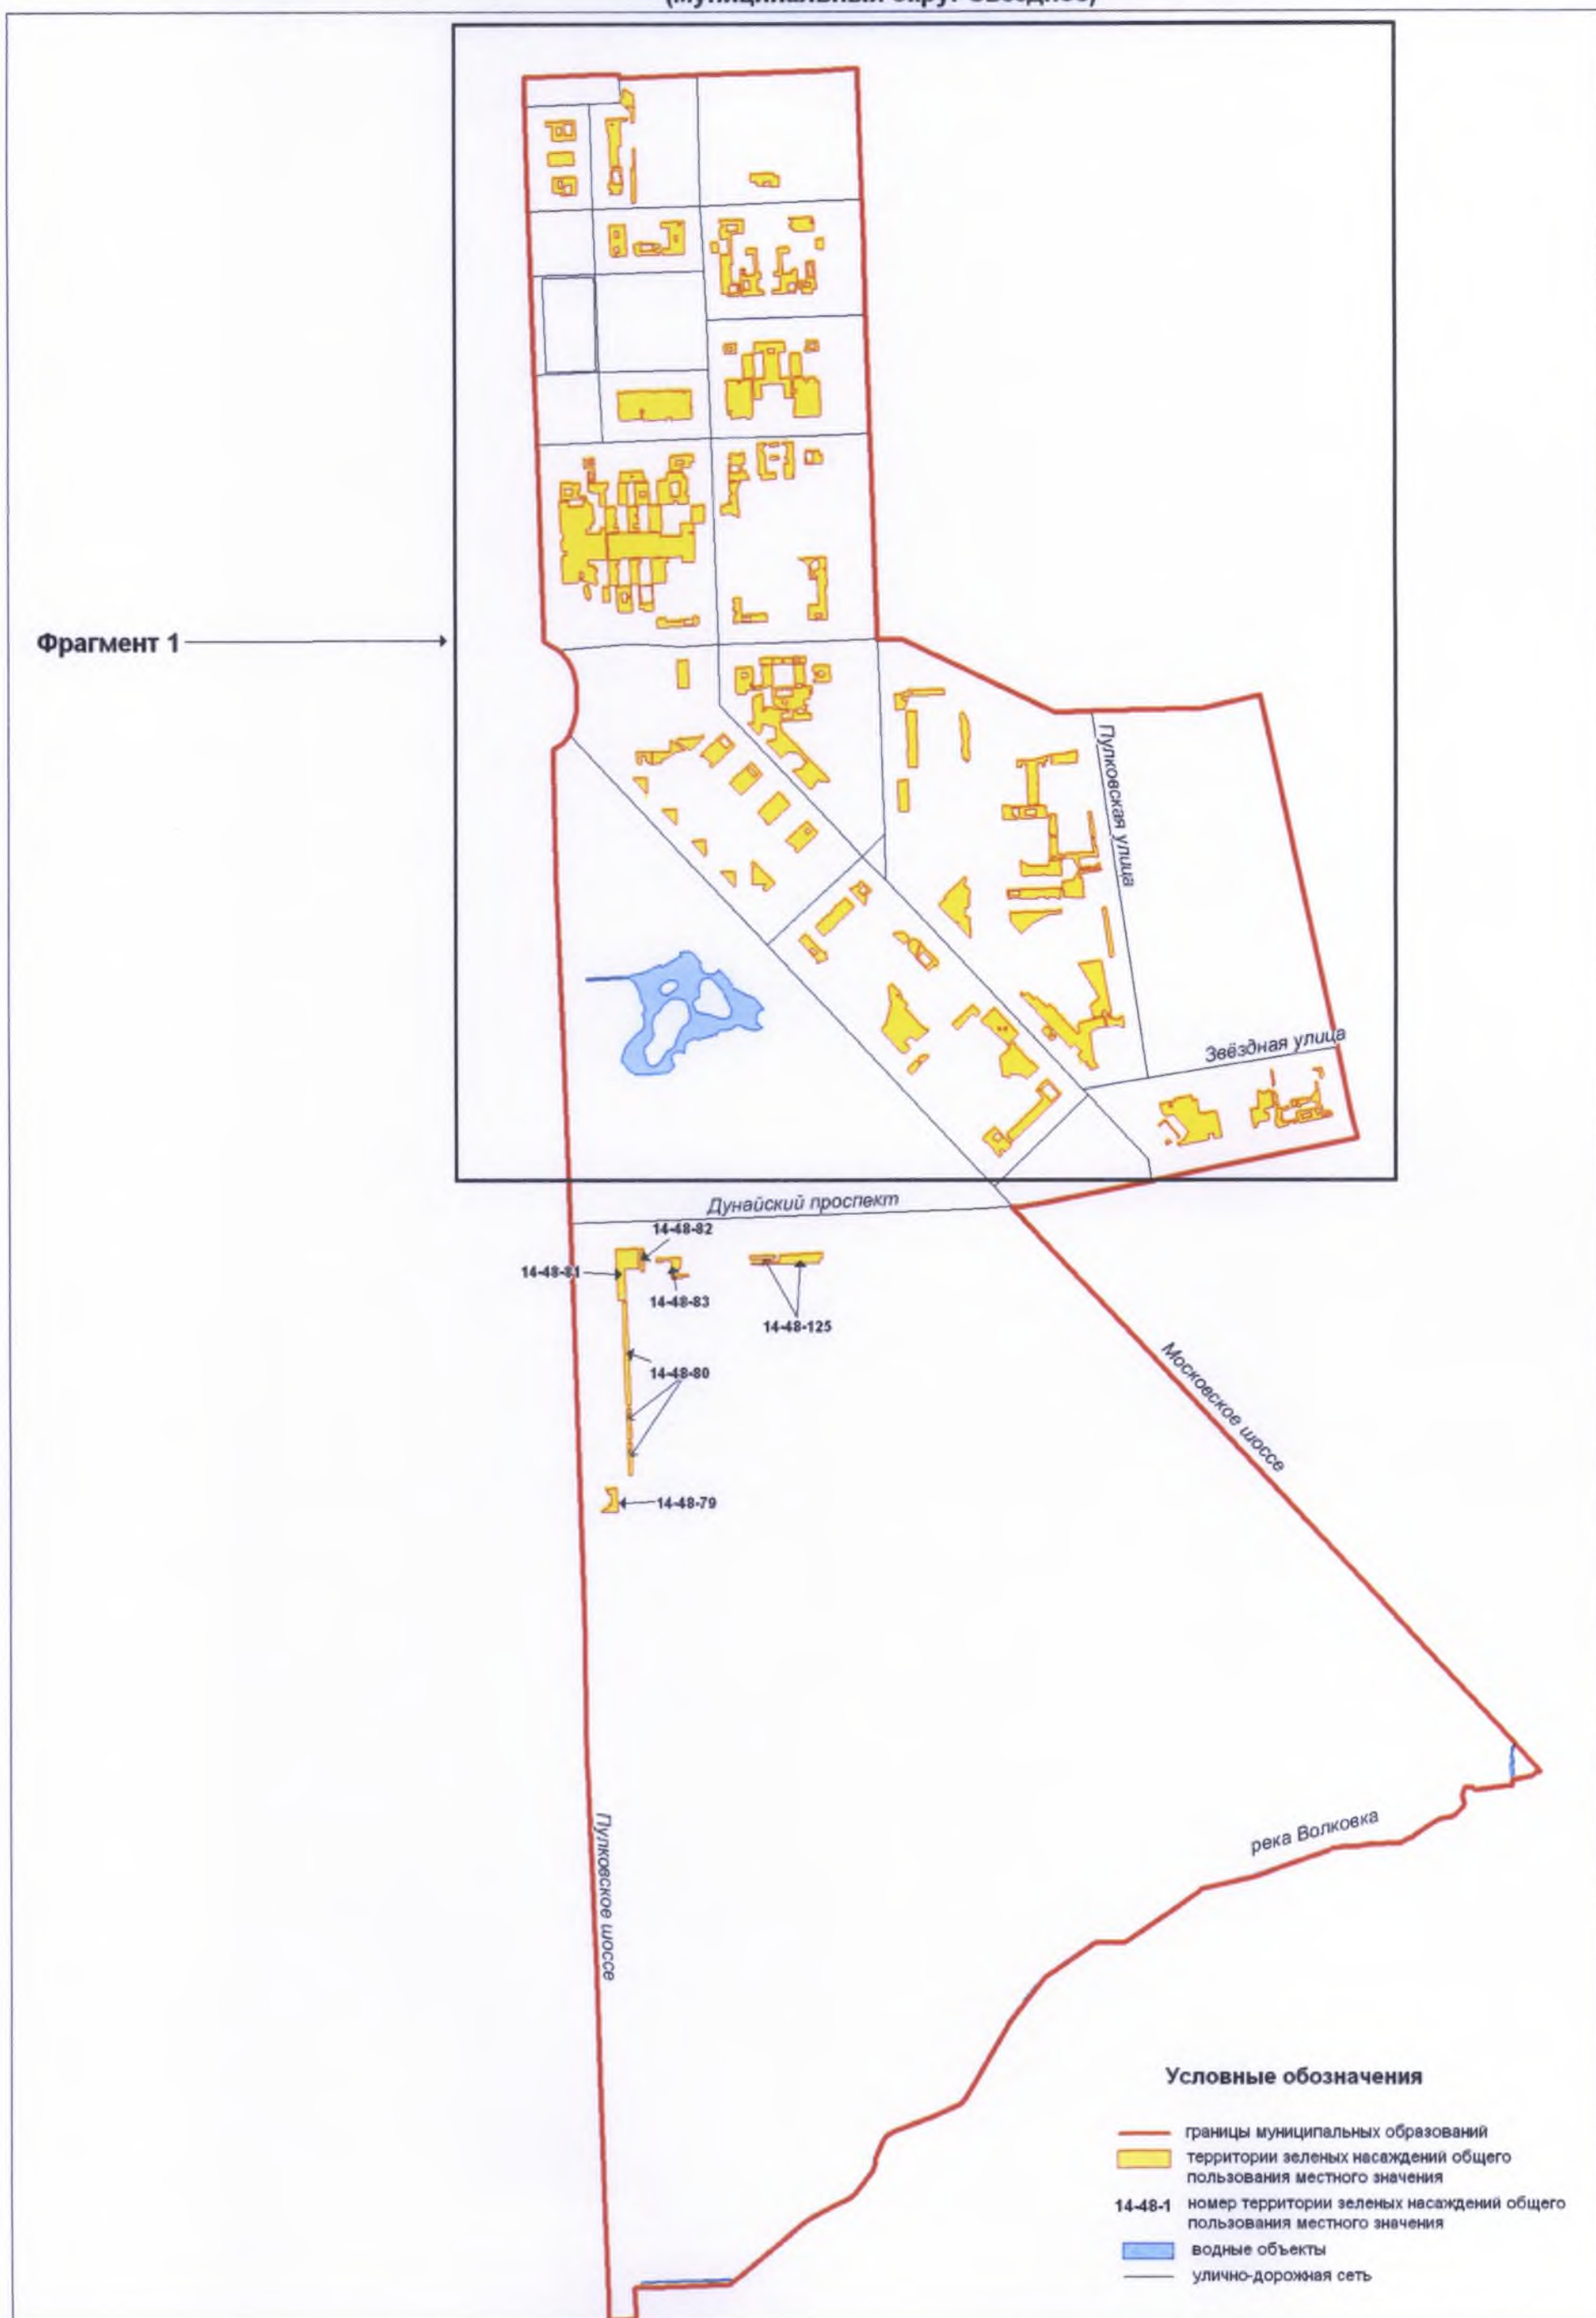 (муниципальный округ Звёздное)
Фрагмент 1
Пулковская улица
Звёздная улица
Дунайский проспект
14-48-82
14-48-81
14-48-83
14-48-125
14-48-80
14-48-79
Московское шоссе
Пулковское шоссе
река Волковка
Условные обозначения
границы муниципальных образований
территории зеленых насаждений общего
пользования местного значения
14-48-1 номер территории зеленых насаждений общего
пользования местного значения
водные объекты
улично-дорожная сеть